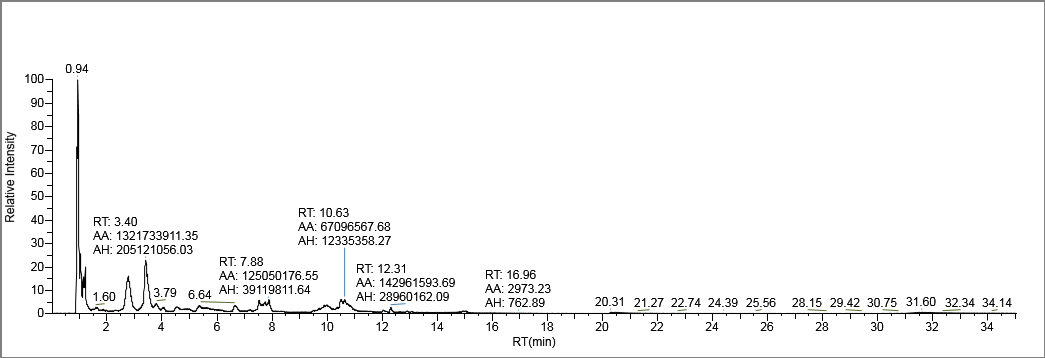 0.94
100
90
80
70
60
50
40
30
20
10
0
Relative Intensity
RT: 3.40
AA: 1321733911.35
AH: 205121056.03
RT: 7.88
AA: 125050176.55
AH: 39119811.64
RT: 10.63
AA: 67096567.68
AH: 12335358.27
RT: 12.31
AA: 142961593.69
AH: 28960162.09
RT: 16.96
AA: 2973.23
AH: 762.89
1.60 3.79 6.64 20.31 21.27 22.74 24.39 25.56 28.15 29.42 30.75 31.60 32.34 34.14
2 4 6 8 10 12 14 16 18 20 22 24 26 28 30 32 34
RT(min)